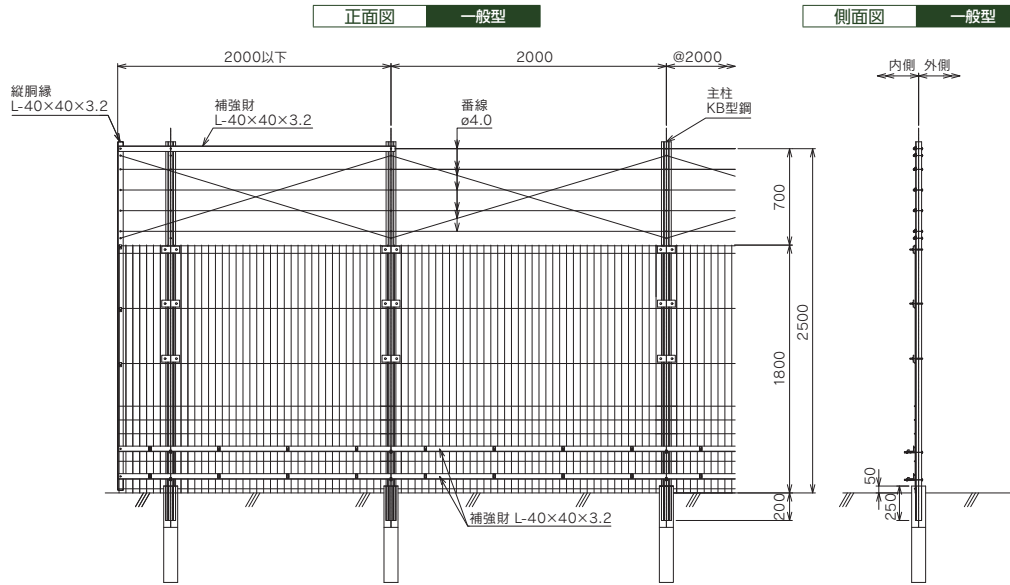 正面図 一般型
側面図 一般型
2000以下
2000
@2000
内側 外側
縦胴縁
L-40×40×3.2
補強財
L-40×40×3.2
番線
ø4.0
主柱
KB型鋼
700
1800
2500
200
50
250
補強財 L-40×40×3.2